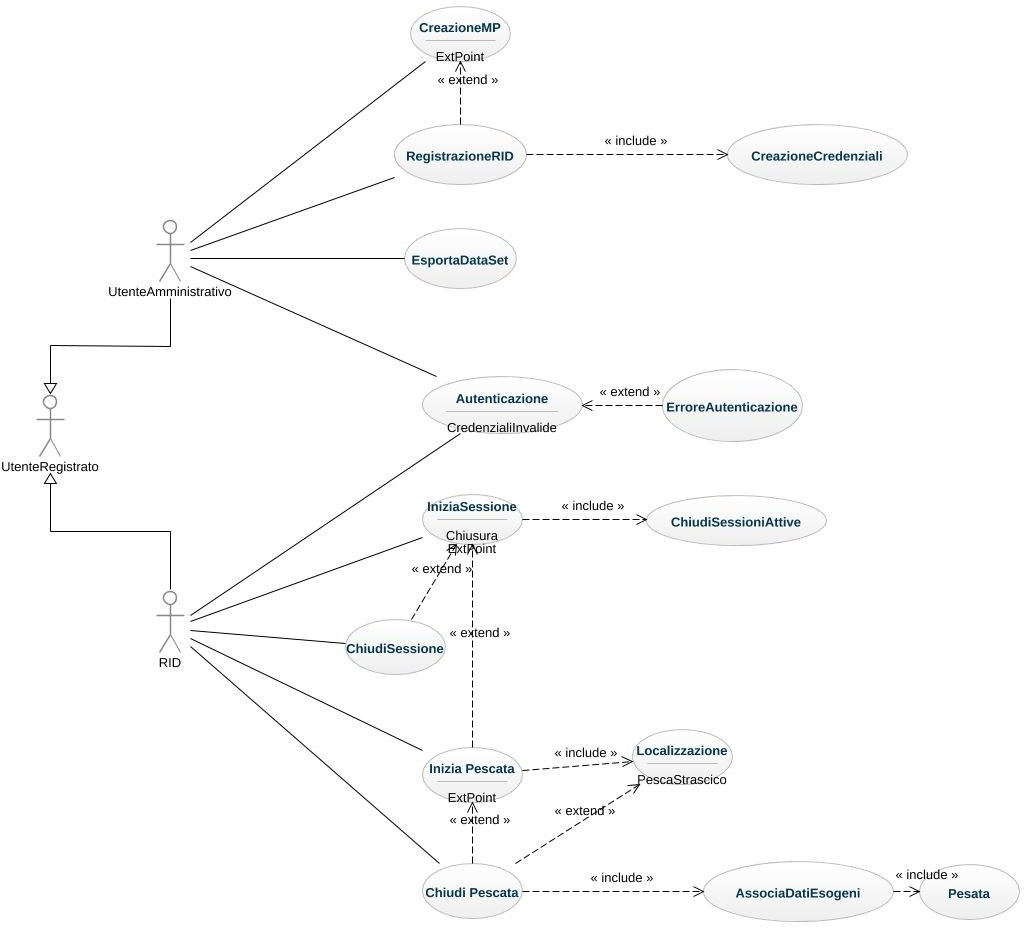 CreazioneMP
ExtPoint
« extend »
RegistrazioneRID
« include »
CreazioneCredenziali
EsportaDataSet
UtenteAmministrativo
Autenticazione
CredenzialiInvalide
« extend »
ErroreAutenticazione
UtenteRegistrato
IniziaSessione
Chiusura
ExtPoint
« include »
ChiudiSessioniAttive
« extend »
« extend »
ChiudiSessione
RID
Inizia Pescata
ExtPoint
« include »
Localizzazione
PescaStrascico
« extend »
« extend »
Chiudi Pescata
« include »
AssociaDatiEsogeni
« include »
Pesata